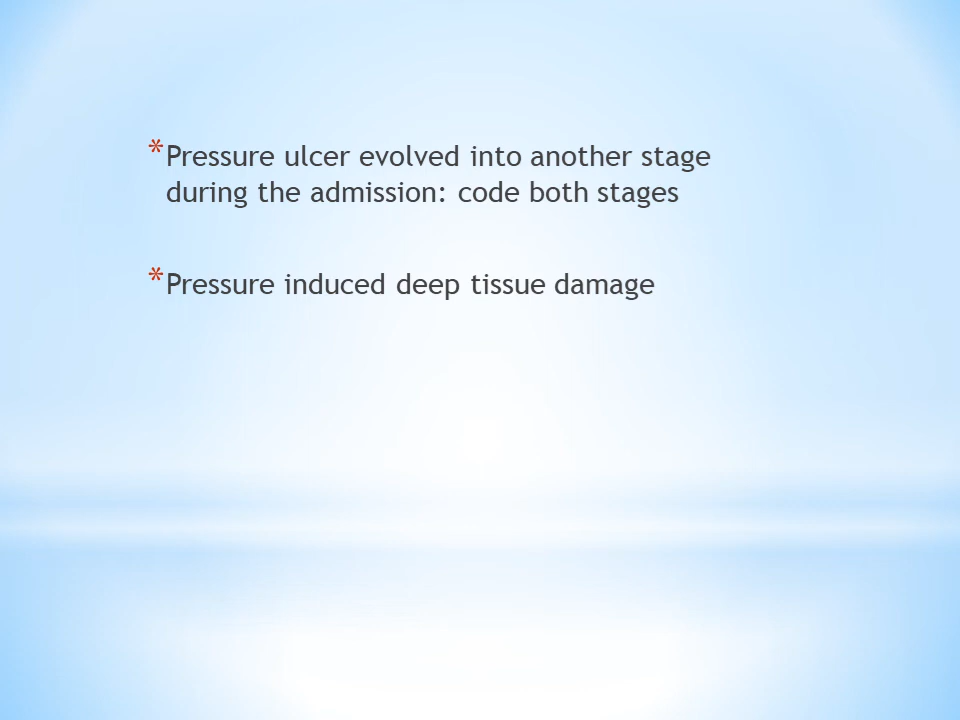 * Pressure ulcer evolved into another stage
during the admission: code both stages
* Pressure induced deep tissue damage